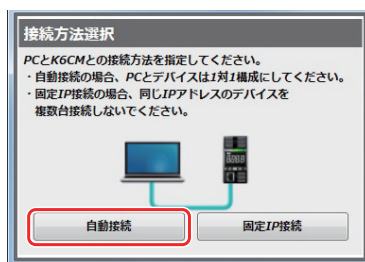 接続方法選択
PCとK6CMとの接続方法を指定してください。
・自動接続の場合、PCとデバイスは1対1構成にしてください。
・固定IP接続の場合、同じIPアドレスのデバイスを
複数台接続しないでください。
自動接続
固定IP接続